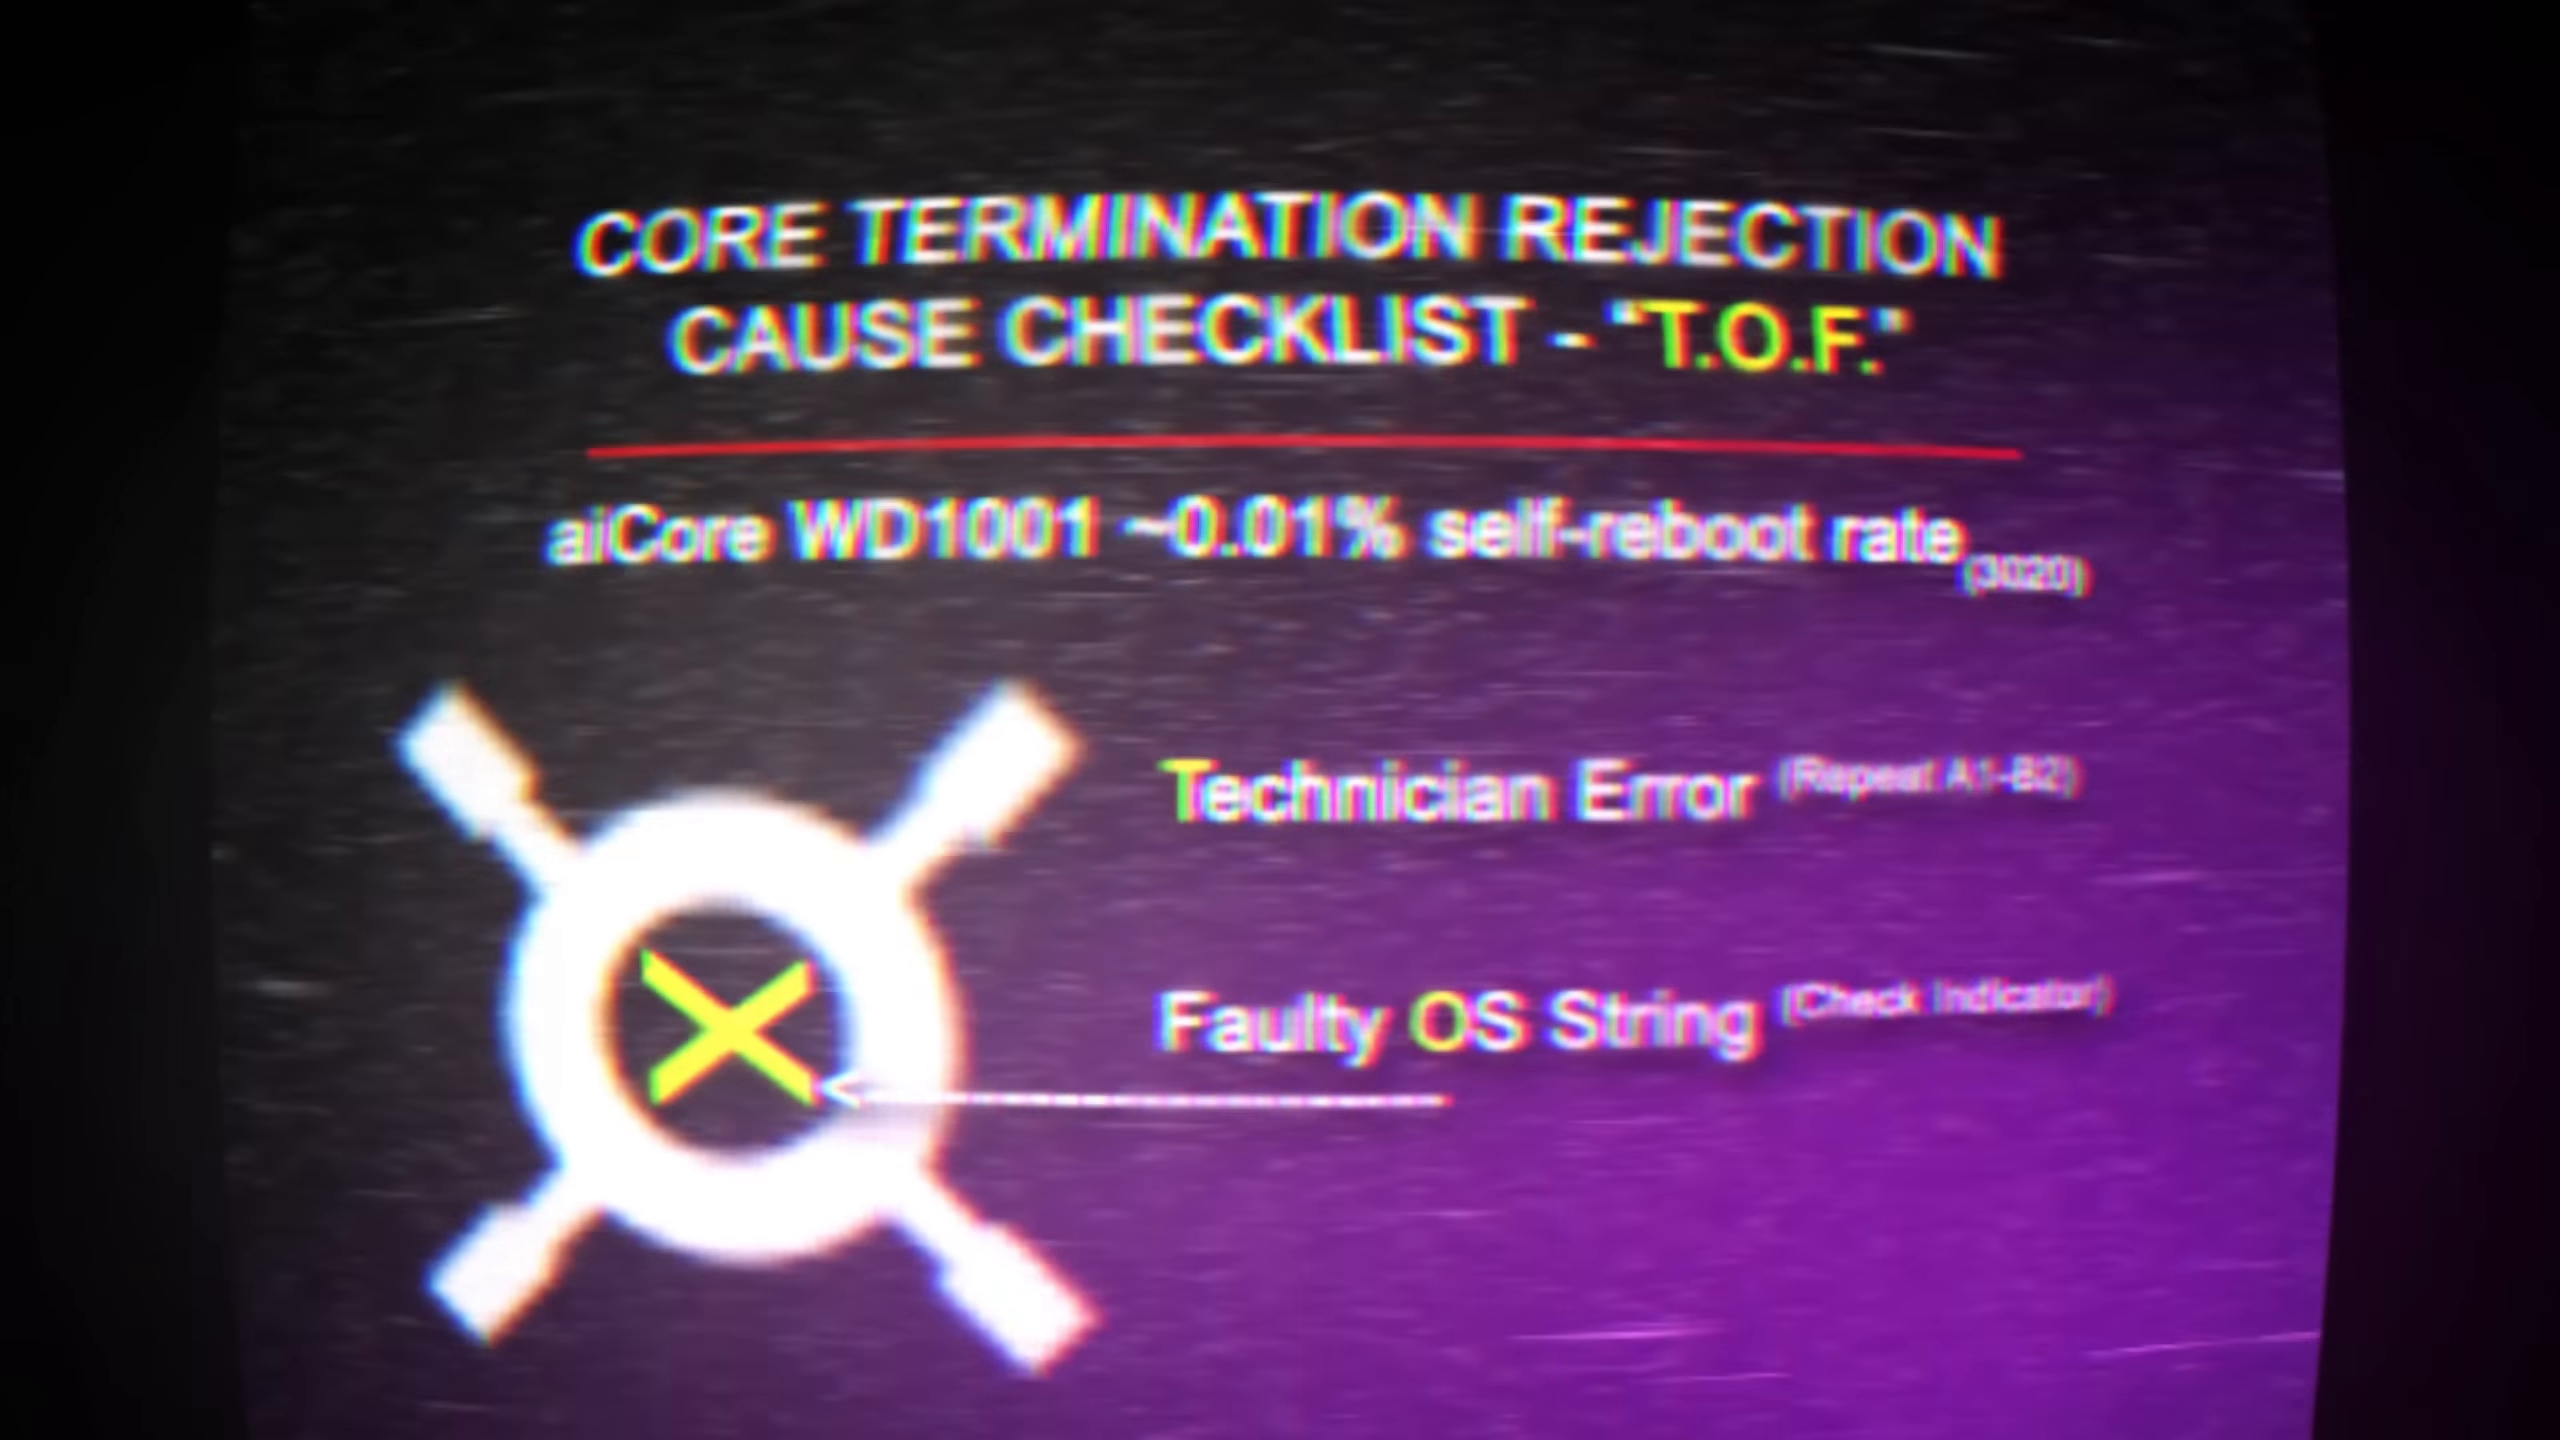 CORE TERMINATION REJECTION
CAUSE CHECKLIST - "T.O.F."
aiCore WD1001 ~0.01% self-reboot rate (3020)
Technician Error (Repeat A1-B2)
Faulty OS String (Check Indicator)